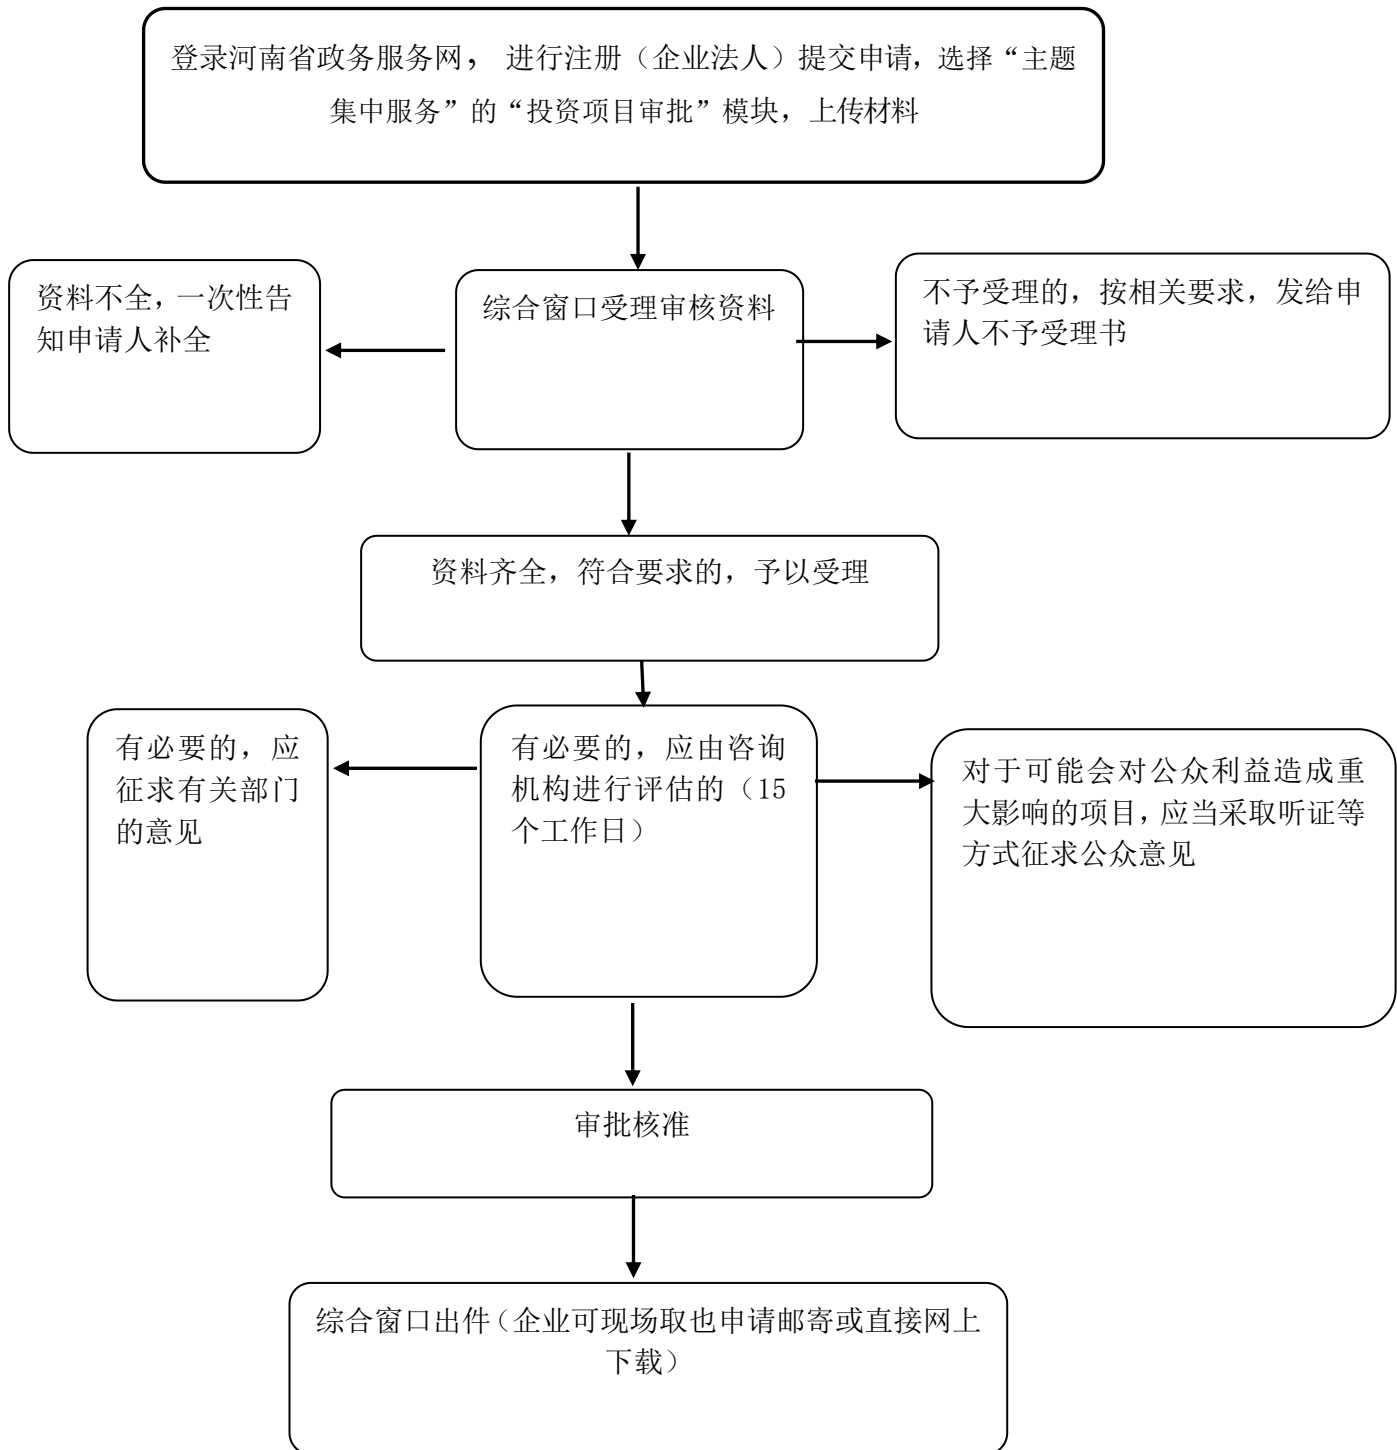 登录河南省政务服务网， 进行注册（企业法人）提交申请，选择“主题
集中服务”的“投资项目审批”模块，上传材料
资料不全，一次性告
知申请人补全
综合窗口受理审核资料
不予受理的，按相关要求，发给申
请人不予受理书
资料齐全，符合要求的，予以受理
有必要的，应
征求有关部门
的意见
有必要的，应由咨询
机构进行评估的（15
个工作日）
对于可能会对公众利益造成重
大影响的项目，应当采取听证等
方式征求公众意见
审批核准
综合窗口出件（企业可现场取也申请邮寄或直接网上
下载）